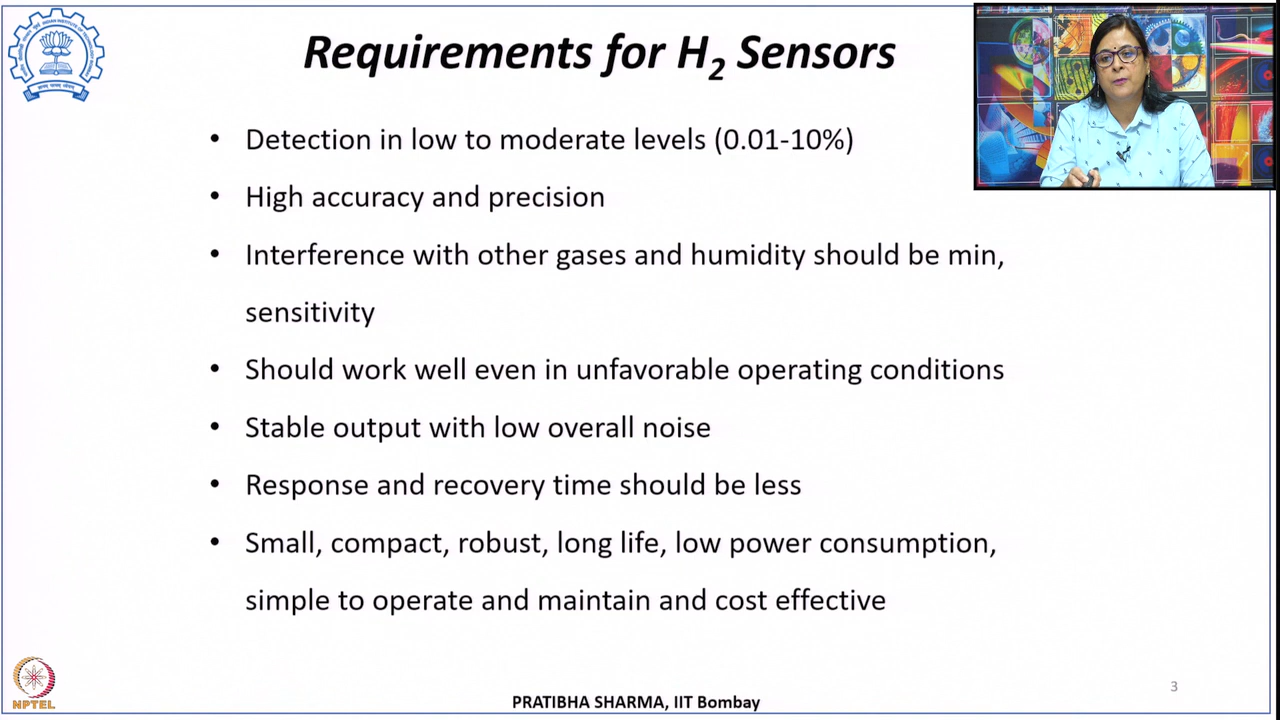 Requirements for H2 Sensors
• Detection in low to moderate levels (0.01-10%)
• High accuracy and precision
• Interference with other gases and humidity should be min,
sensitivity
• Should work well even in unfavorable operating conditions
• Stable output with low overall noise
• Response and recovery time should be less
• Small, compact, robust, long life, low power consumption,
simple to operate and maintain and cost effective
3
NPTEL
PRATIBHA SHARMA, IIT Bombay